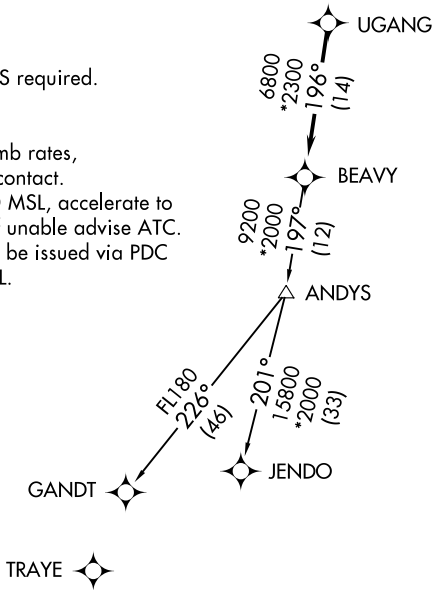 UGANG
S required.
6800
*2300
196°
(14)
mb rates,
contact.
BEAVY
MSL, accelerate to
unable advise ATC.
be issued via PDC
9200
*2000
197°
(12)
ANDYS
FL180
226°
(46)
201°
15800
*2000
(33)
GANDT
JENDO
TRAYE